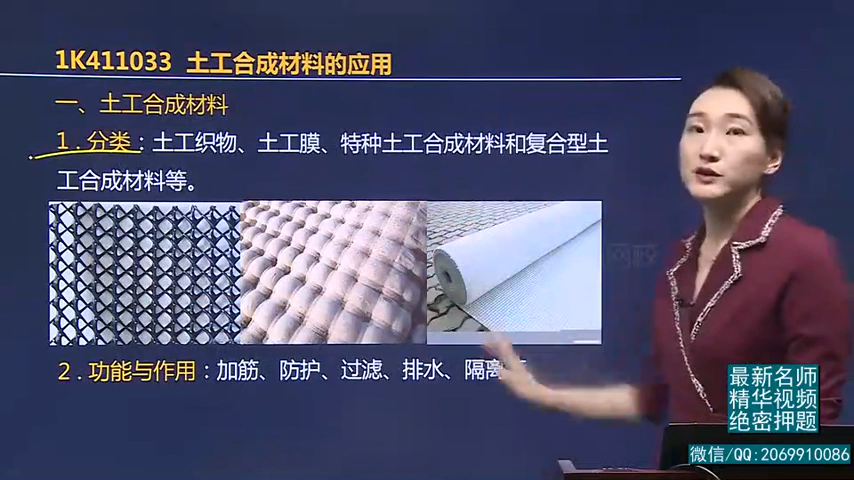 1K411033 土工合成材料的应用
一、土工合成材料
1.分类：土工织物、土工膜、特种土工合成材料和复合型土
工合成材料等。
网校
2.功能与作用：加筋、防护、过滤、排水、隔离
最新名师
精华视频
绝密押题
微信/QQ:2069910086